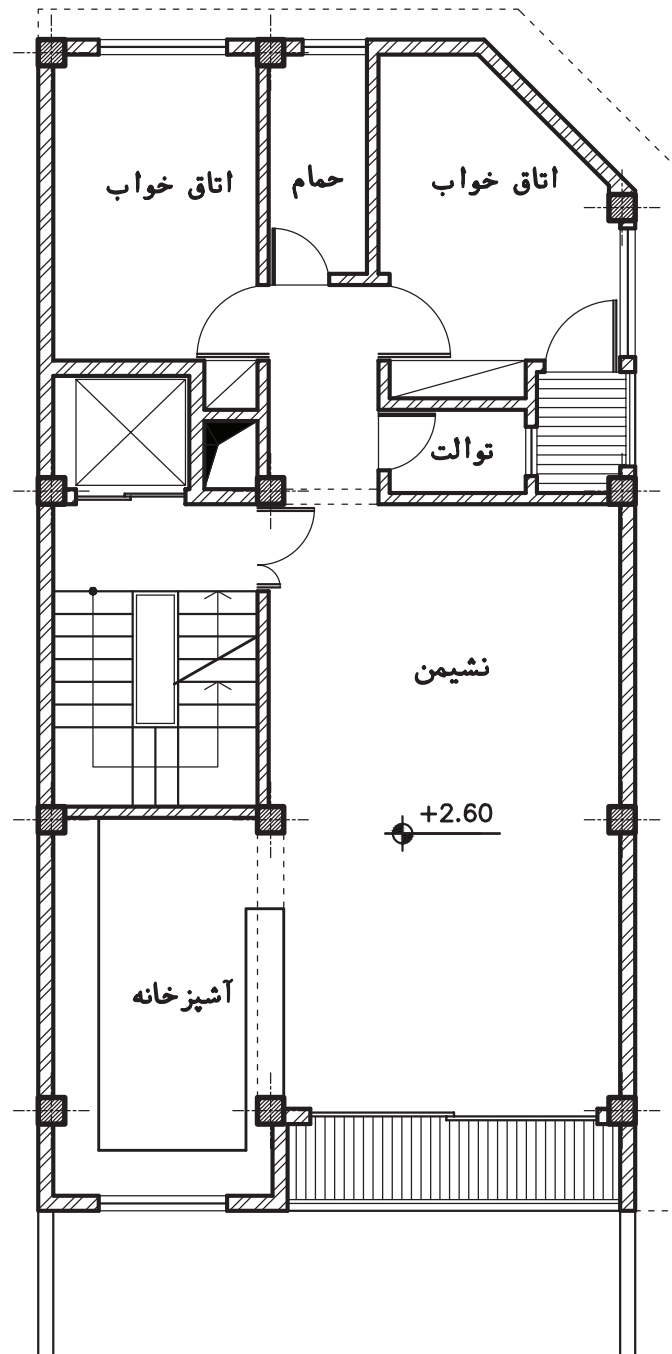 اتاق خواب
حمام
اتاق خواب
توالت
نشیمن
+2.60
آشپزخانه